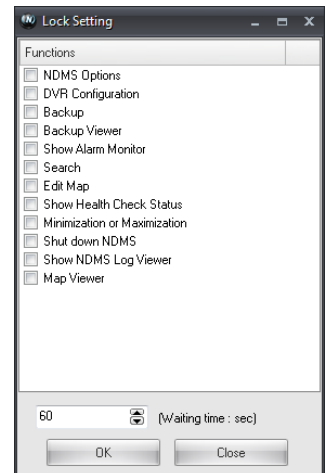 Lock Setting
Functions
NDMS Options
DVR Configuration
Backup
Backup Viewer
Show Alarm Monitor
Search
Edit Map
Show Health Check Status
Minimization or Maximization
Shut down NDMS
Show NDMS Log Viewer
Map Viewer
60 (Waiting time : sec)
OK Close